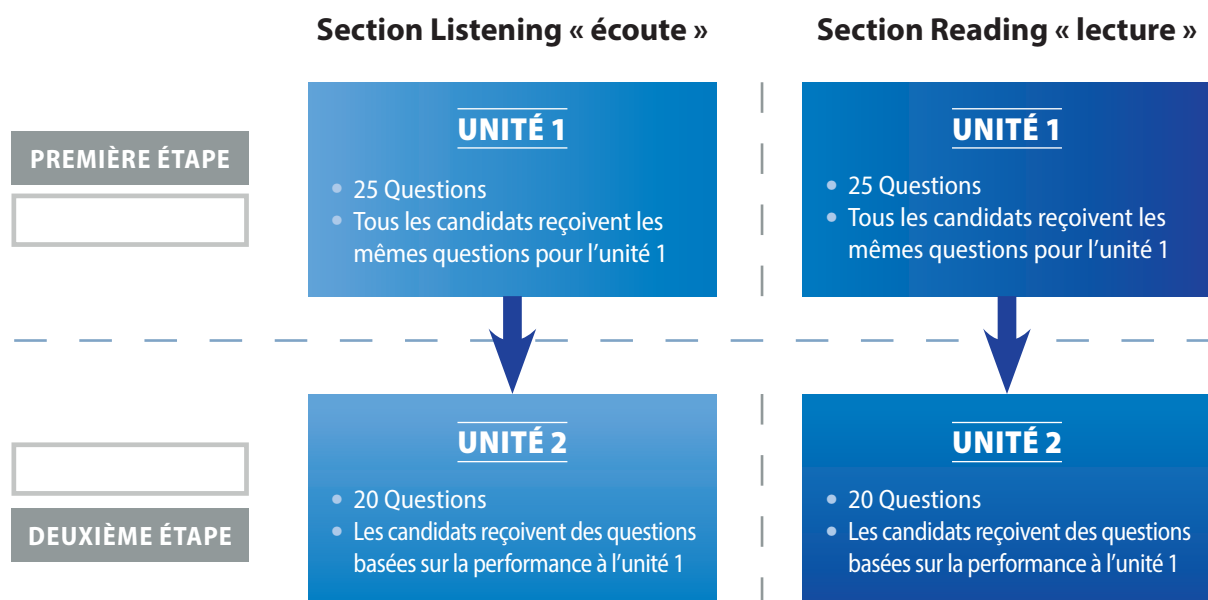 Section Listening « écoute »
Section Reading « lecture »
PREMIÈRE ÉTAPE
UNITÉ 1
• 25 Questions
• Tous les candidats reçoivent les
mêmes questions pour l’unité 1
UNITÉ 1
• 25 Questions
• Tous les candidats reçoivent les
mêmes questions pour l’unité 1
DEUXIÈME ÉTAPE
UNITÉ 2
• 20 Questions
• Les candidats reçoivent des questions
basées sur la performance à l’unité 1
UNITÉ 2
• 20 Questions
• Les candidats reçoivent des questions
basées sur la performance à l’unité 1